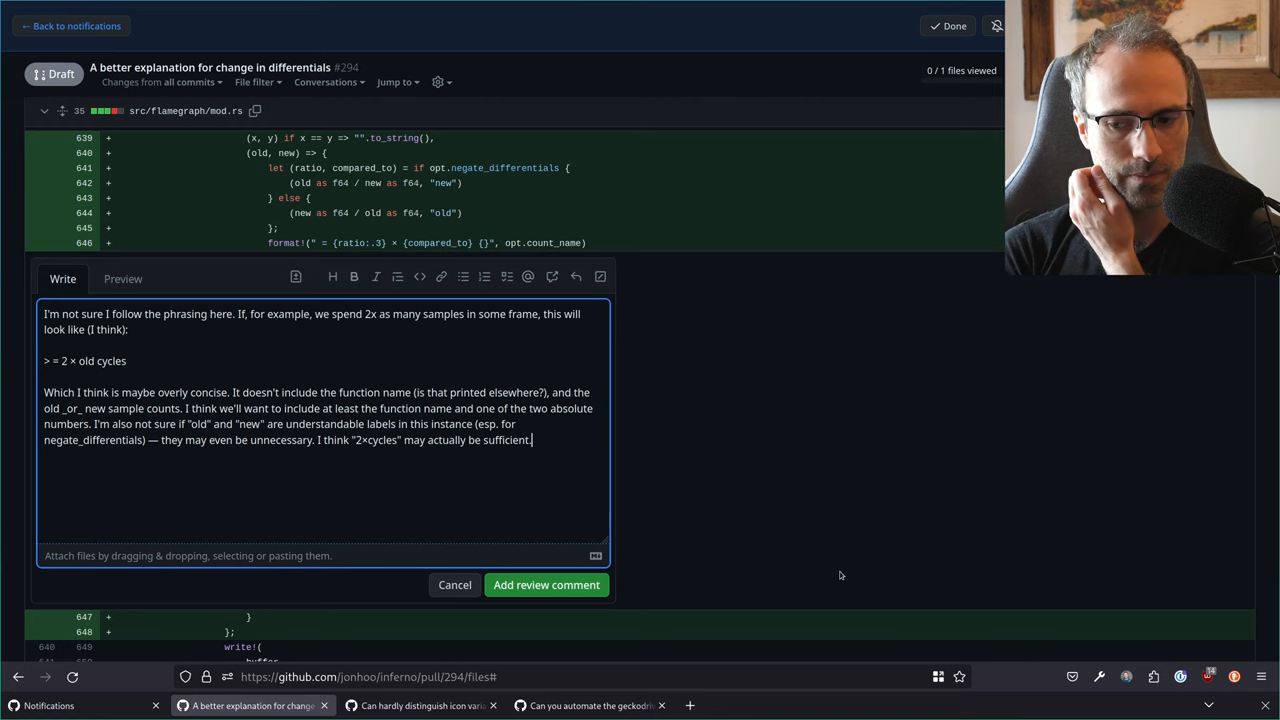 ← Back to notifications
Done
Draft
A better explanation for change in differentials #294
Changes from all commits
File filter
Conversations
Jump to
0 / 1 files viewed
35 src/flamegraph/mod.rs
639 + (x, y) if x == y => "".to_string(),
640 + (old, new) => {
641 + let (ratio, compared_to) = if opt.negate_differentials {
642 + (old as f64 / new as f64, "new")
643 + } else {
644 + (new as f64 / old as f64, "old")
645 + };
646 + format!(" = {ratio:.3} × {compared_to} {}", opt.count_name)
Write
Preview
I'm not sure I follow the phrasing here. If, for example, we spend 2x as many samples in some frame, this will
look like (I think):
> = 2 × old cycles
Which I think is maybe overly concise. It doesn't include the function name (is that printed elsewhere?), and the
old _or_ new sample counts. I think we'll want to include at least the function name and one of the two absolute
numbers. I'm also not sure if "old" and "new" are understandable labels in this instance (esp. for
negate_differentials) — they may even be unnecessary. I think "2×cycles" may actually be sufficient.
Attach files by dragging & dropping, selecting or pasting them.
Cancel
Add review comment
647 + }
648 + };
640 649 write!(
buffer
https://github.com/jonhoo/inferno/pull/294/files#
14
Notifications
A better explanation for change
Can hardly distinguish icon vari
Can you automate the geckodriv